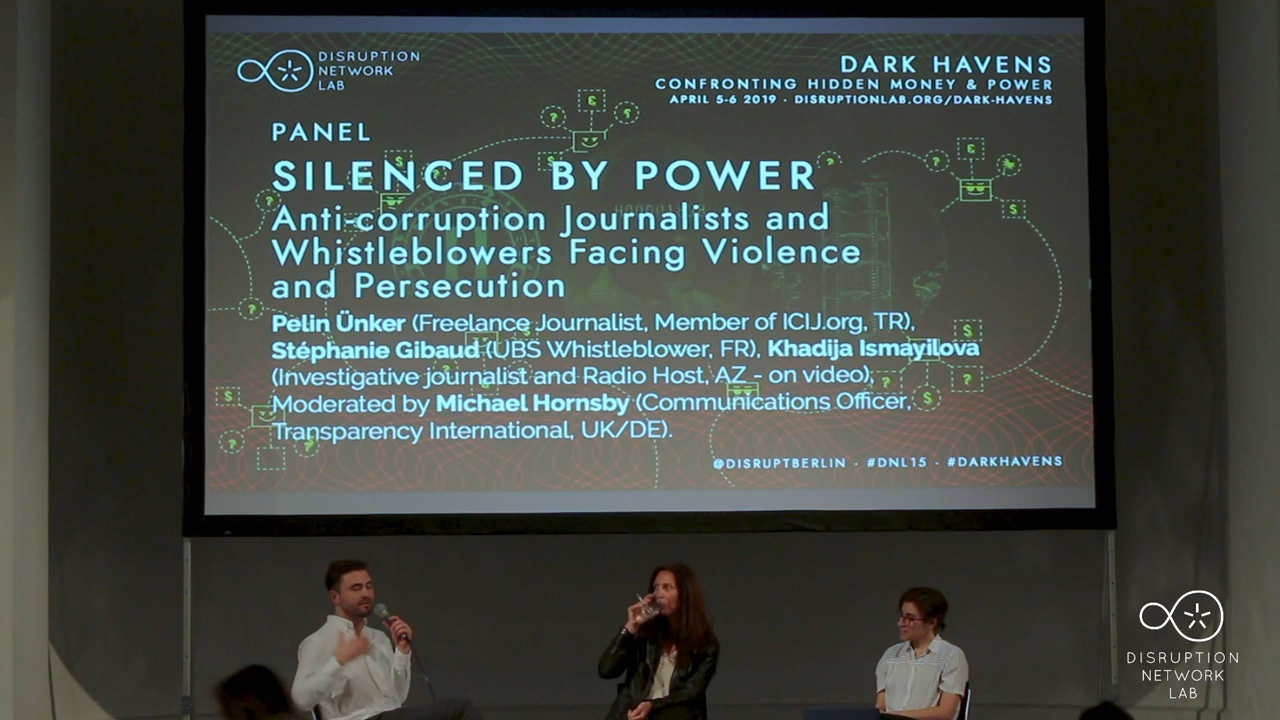 DISRUPTION
NETWORK
LAB
DARK HAVENS
CONFRONTING HIDDEN MONEY & POWER
APRIL 5-6 2019 · DISRUPTIONLAB.ORG/DARK-HAVENS
PANEL
SILENCED BY POWER
Anti-corruption Journalists and
Whistleblowers Facing Violence
and Persecution
Pelin Ünker (Freelance Journalist, Member of ICIJ.org, TR),
Stéphanie Gibaud (UBS Whistleblower, FR), Khadija Ismayilova
(Investigative journalist and Radio Host, AZ - on video),
Moderated by Michael Hornsby (Communications Officer,
Transparency International, UK/DE).
@DISRUPTBERLIN · #DNL15 · #DARKHAVENS
DISRUPTION
NETWORK
LAB